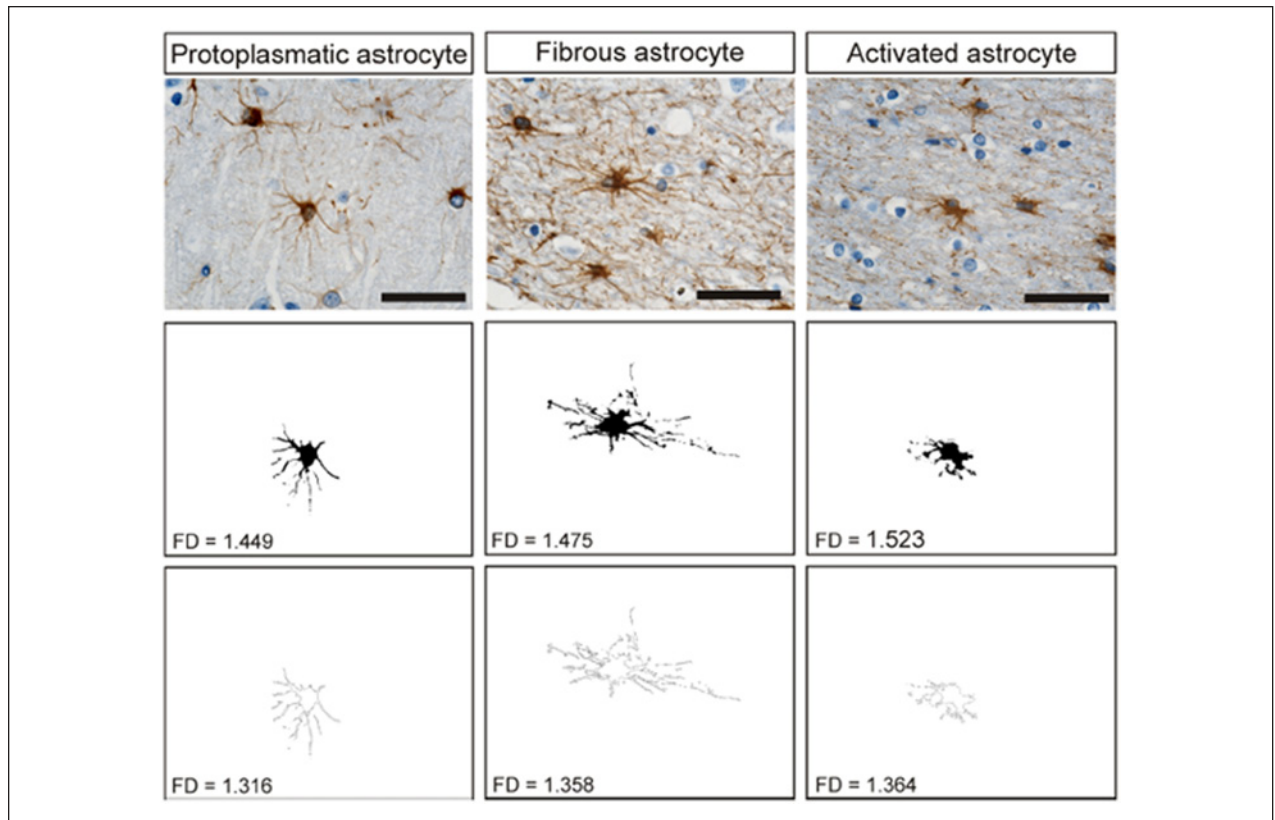 Protoplasmatic astrocyte
Fibrous astrocyte
Activated astrocyte
FD = 1.449
FD = 1.475
FD = 1.523
FD = 1.316
FD = 1.358
FD = 1.364